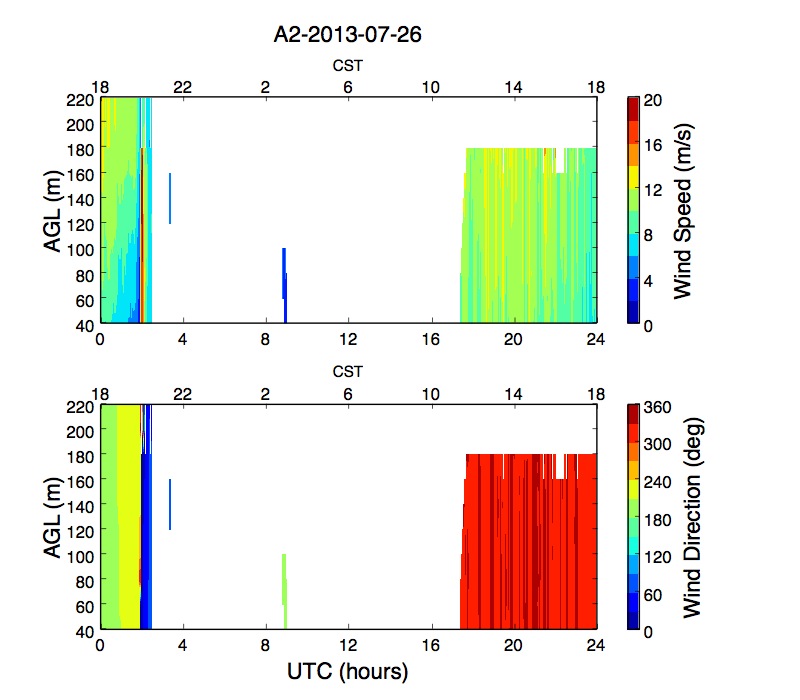 A2-2013-07-26
CST
18 22 2 6 10 14 18
220
200
180
160
140
120
100
80
60
40
AGL (m)
0 4 8 12 16 20 24
20
16
12
8
4
0
Wind Speed (m/s)
CST
18 22 2 6 10 14 18
220
200
180
160
140
120
100
80
60
40
AGL (m)
0 4 8 12 16 20 24
UTC (hours)
360
300
240
180
120
60
0
Wind Direction (deg)